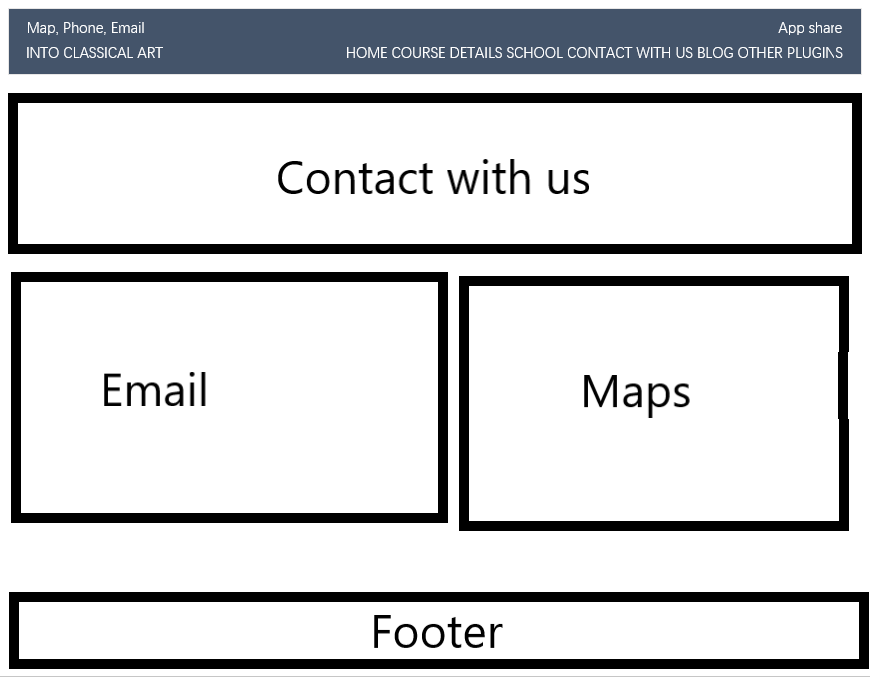 Map, Phone, Email
App share
INTO CLASSICAL ART
HOME COURSE DETAILS SCHOOL CONTACT WITH US BLOG OTHER PLUGINS
Contact with us
Email
Maps
Footer